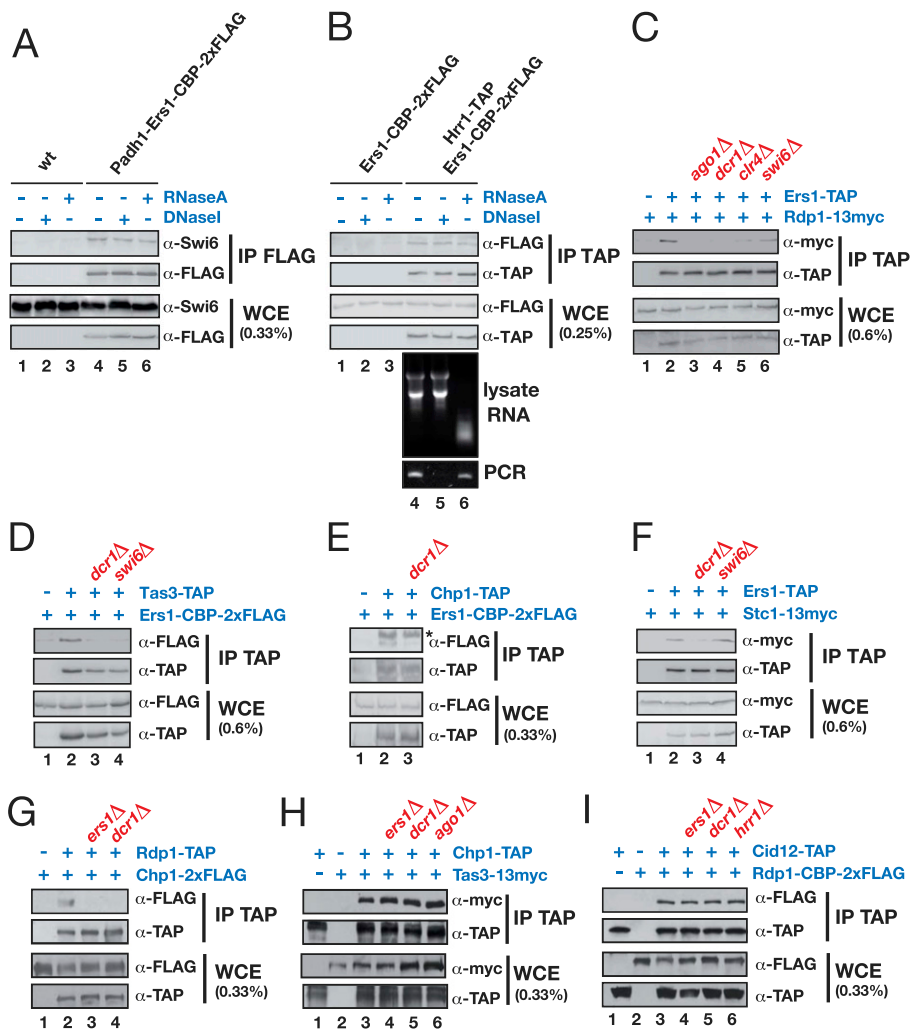 A
wt
Padh1-Ers1-CBP-2xFLAG
- - + - - + RNaseA
- + - - + - DNaseI
α-Swi6
α-FLAG
IP FLAG
α-Swi6
α-FLAG
WCE
(0.33%)
1 2 3 4 5 6
B
Ers1-CBP-2xFLAG
Hrr1-TAP
Ers1-CBP-2xFLAG
- - + - - + RNaseA
- + - - + - DNaseI
α-FLAG
α-TAP
IP TAP
α-FLAG
α-TAP
WCE
(0.25%)
1 2 3
lysate
RNA
PCR
4 5 6
C
ago1Δ
dcr1Δ
clr4Δ
swi6Δ
- + + + + + Ers1-TAP
+ + + + + + Rdp1-13myc
α-myc
α-TAP
IP TAP
α-myc
α-TAP
WCE
(0.6%)
1 2 3 4 5 6
D
dcr1Δ
swi6Δ
- + + +
Tas3-TAP
+ + + + Ers1-CBP-2xFLAG
α-FLAG
α-TAP
IP TAP
α-FLAG
α-TAP
WCE
(0.6%)
1 2 3 4
E
dcr1Δ
- + + Chp1-TAP
+ + + Ers1-CBP-2xFLAG
*
α-FLAG
α-TAP
IP TAP
α-FLAG
α-TAP
WCE
(0.33%)
1 2 3
F
dcr1Δ
swi6Δ
- + + + Ers1-TAP
+ + + + Stc1-13myc
α-myc
α-TAP
IP TAP
α-myc
α-TAP
WCE
(0.6%)
1 2 3 4
G
ers1Δ
dcr1Δ
- + + + Rdp1-TAP
+ + + + Chp1-2xFLAG
α-FLAG
α-TAP
IP TAP
α-FLAG
α-TAP
WCE
(0.33%)
1 2 3 4
H
ers1Δ
dcr1Δ
ago1Δ
+ - + + + + Chp1-TAP
- + + + + + Tas3-13myc
α-myc
α-TAP
IP TAP
α-myc
α-TAP
WCE
(0.33%)
1 2 3 4 5 6
I
ers1Δ
dcr1Δ
hrr1Δ
+ - + + + + Cid12-TAP
- + + + + + Rdp1-CBP-2xFLAG
α-FLAG
α-TAP
IP TAP
α-FLAG
α-TAP
WCE
(0.33%)
1 2 3 4 5 6